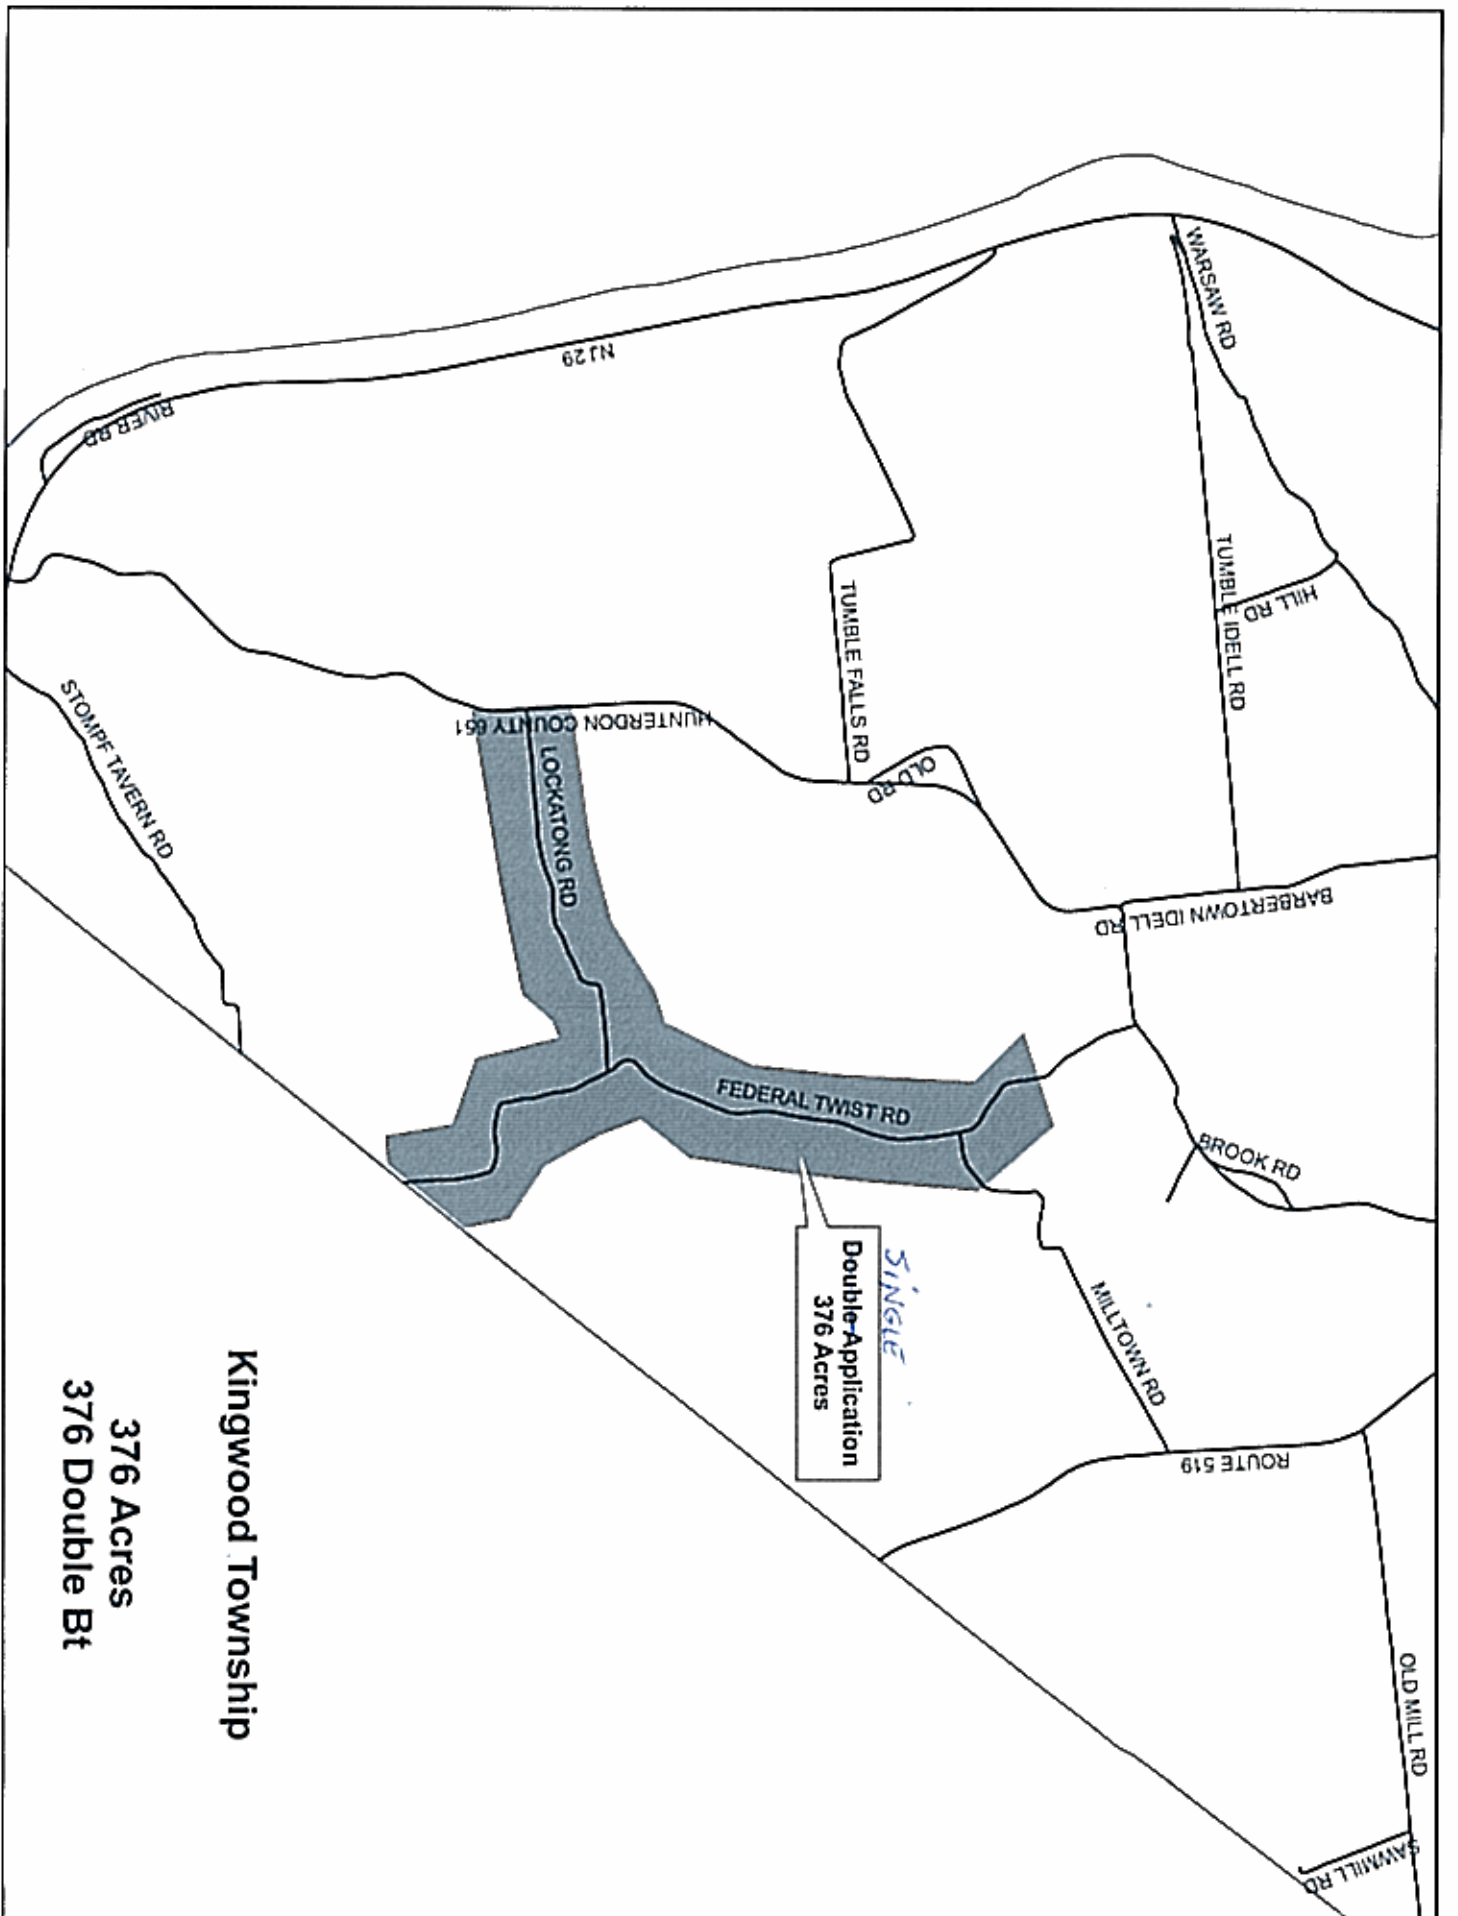 WARSAW RD
HILL RD
TUMBLE IDELL RD
NJ 29
RIVER RD
TUMBLE FALLS RD
OLD RD
HUNTERDON COUNTY 651
BARBERTOWN IDELL RD
STOMPF TAVERN RD
LOCKATONG RD
FEDERAL TWIST RD
BROOK RD
MILLTOWN RD
ROUTE 519
OLD MILL RD
SAWMILL RD
SINGLE
Double Application
376 Acres
Kingwood Township
376 Acres
376 Double Bt